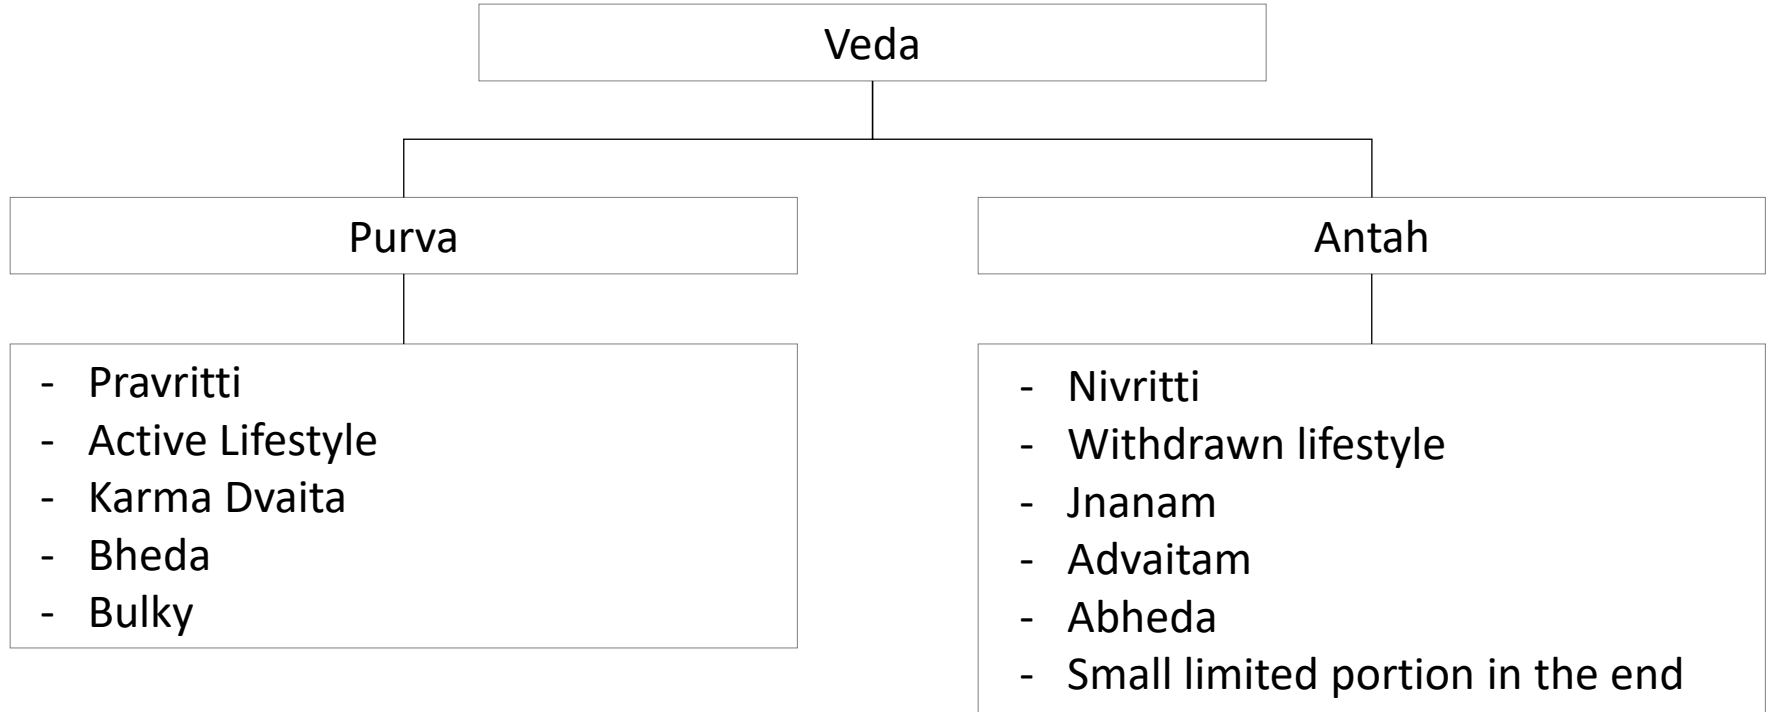 Veda
Purva
Antah
- Pravritti
- Active Lifestyle
- Karma Dvaita
- Bheda
- Bulky
- Nivritti
- Withdrawn lifestyle
- Jnanam
- Advaitam
- Abheda
- Small limited portion in the end